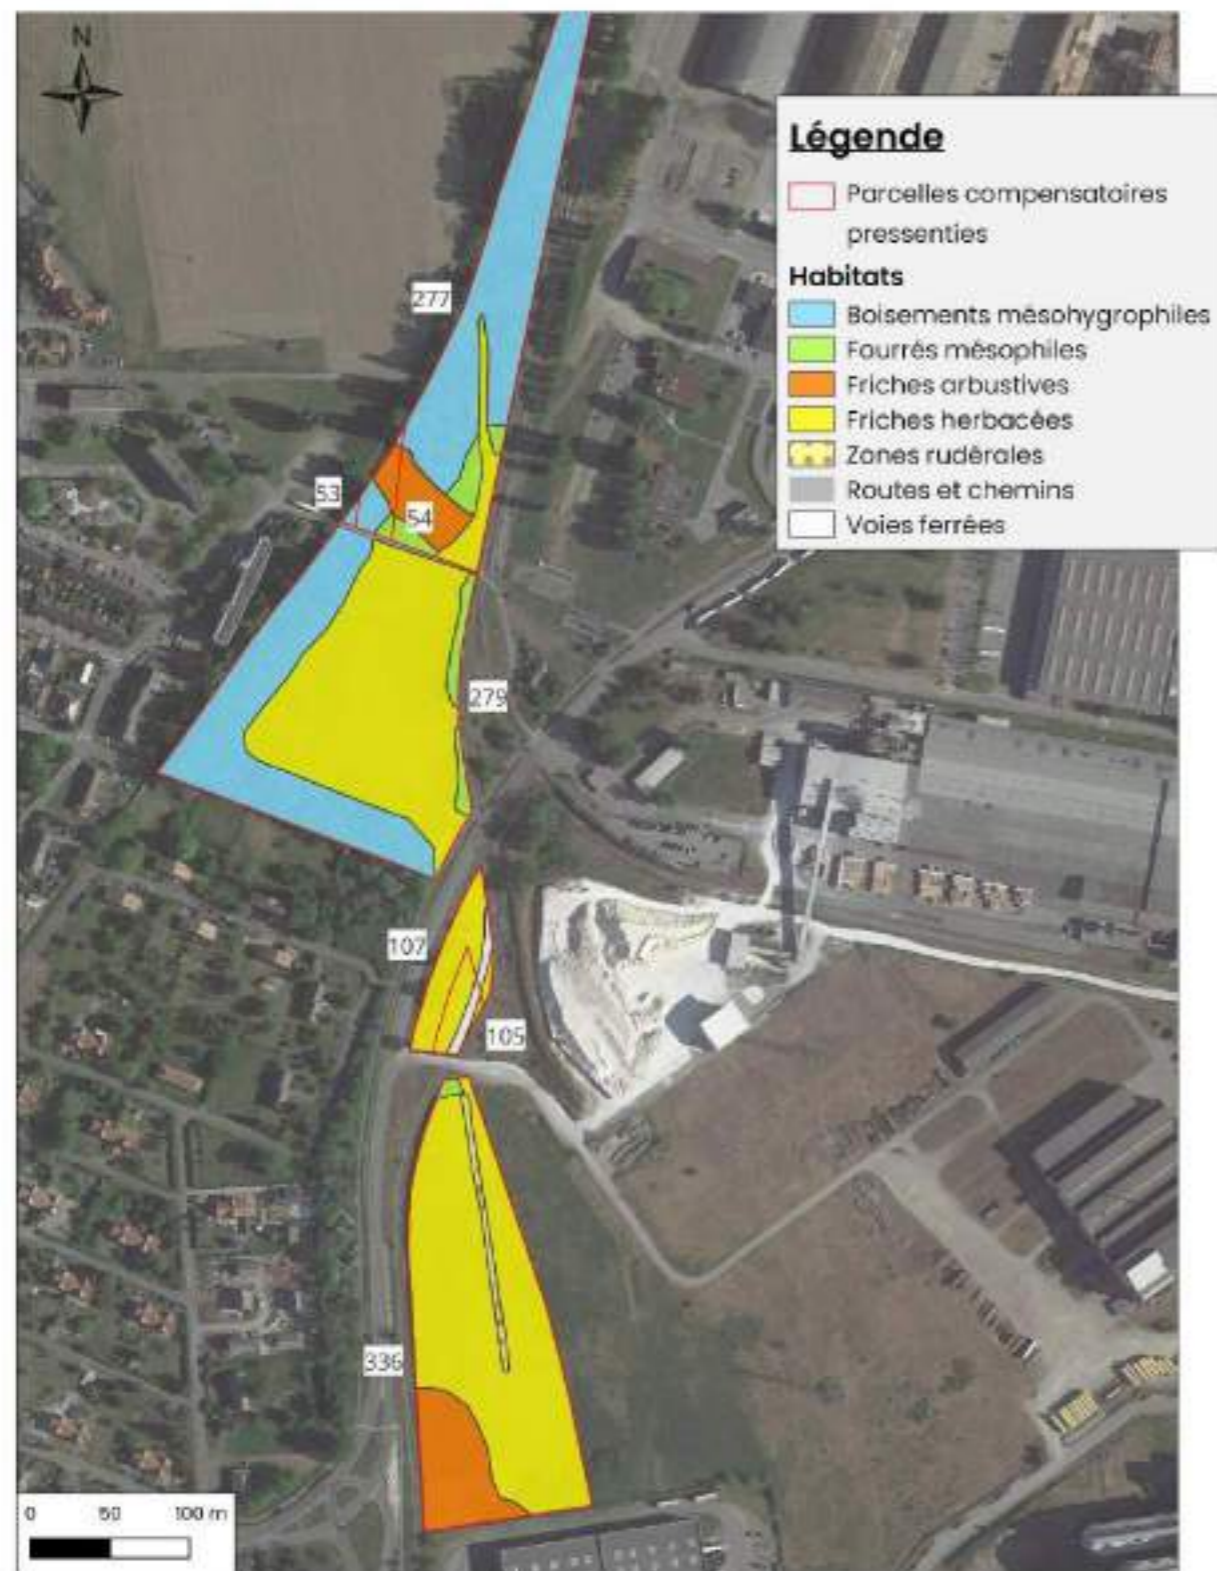 N
Légende
Parcelles compensatoires
pressenties
Habitats
Boisements mésohygrophiles
Fourrés mésophiles
Friches arbustives
Friches herbacées
Zones rudérales
Routes et chemins
Voies ferrées
277
53
54
279
107
105
336
0 50 100 m